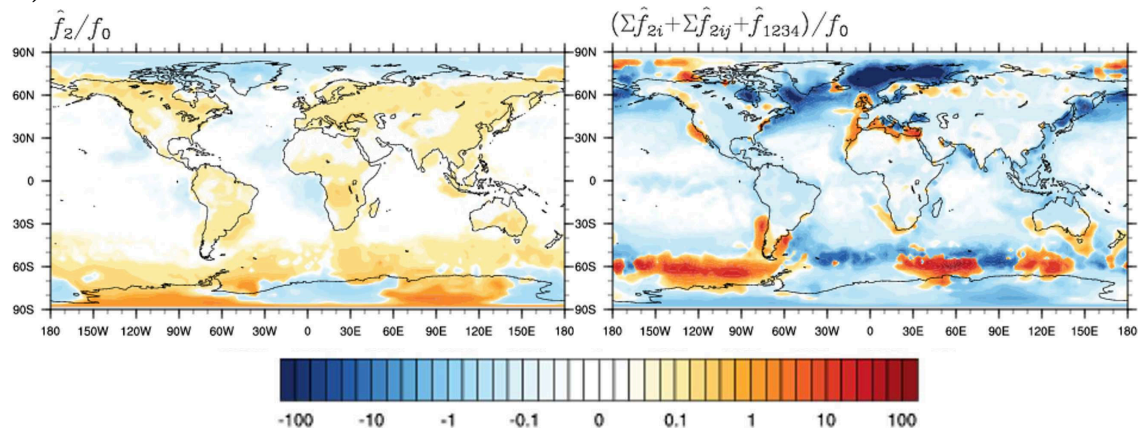 f̂₂/f₀
(Σf̂₂ᵢ+Σf̂₂ᵢⱼ+f̂₁₂₃₄)/f₀
90N
60N
30N
0
30S
60S
90S
180 150W 120W 90W 60W 30W 0 30E 60E 90E 120E 150E 180
90N
60N
30N
0
30S
60S
90S
180 150W 120W 90W 60W 30W 0 30E 60E 90E 120E 150E 180
-100 -10 -1 -0.1 0 0.1 1 10 100